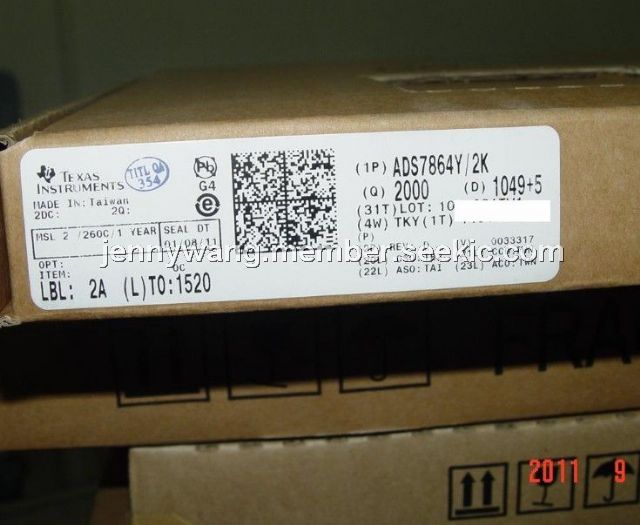 TEXAS INSTRUMENTS
TITL QA 354
Pb
G4
e
MADE IN: Taiwan
2DC: 2Q:
MSL 2 /260C/1 YEAR SEAL DT
01/08/11
OPT:
ITEM:
LBL: 2A (L)TO:1520
(1P) ADS7864Y/2K
(Q) 2000 (D) 1049+5
(31T)LOT: 10
(4W) TKY(1T)
(P)
REV: 0033317
(22L) ASO:TAI (23L) ACO:TWN
jennywang.member.seekic.com
FRA
2011 9